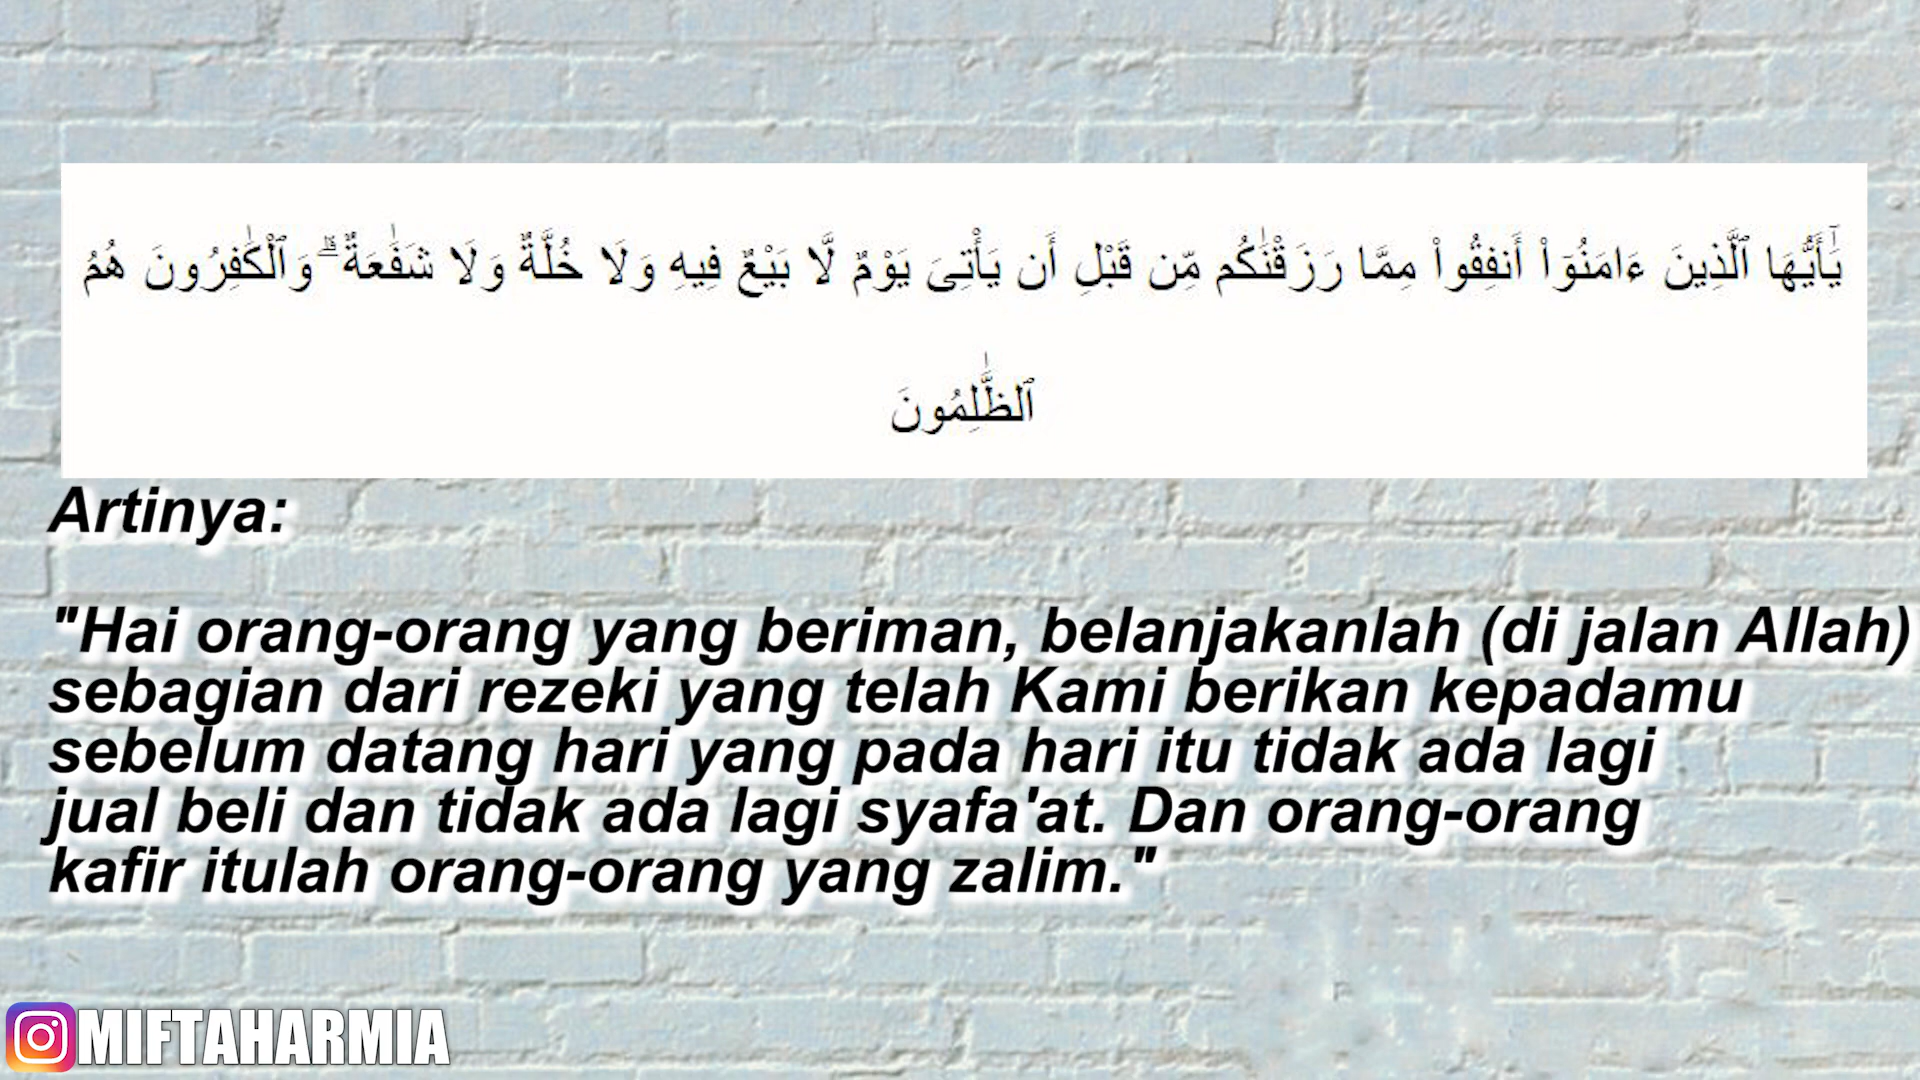 يَٰٓأَيُّهَا ٱلَّذِينَ ءَامَنُوٓا۟ أَنفِقُوا۟ مِمَّا رَزَقْنَٰكُم مِّن قَبْلِ أَن يَأْتِىَ يَوْمٌ لَّا بَيْعٌ فِيهِ وَلَا خُلَّةٌ وَلَا شَفَٰعَةٌ ۗ وَٱلْكَٰفِرُونَ هُمُ
ٱلظَّٰلِمُونَ
Artinya:
"Hai orang-orang yang beriman, belanjakanlah (di jalan Allah)
sebagian dari rezeki yang telah Kami berikan kepadamu
sebelum datang hari yang pada hari itu tidak ada lagi
jual beli dan tidak ada lagi syafa'at. Dan orang-orang
kafir itulah orang-orang yang zalim."
MIFTAHARMIA